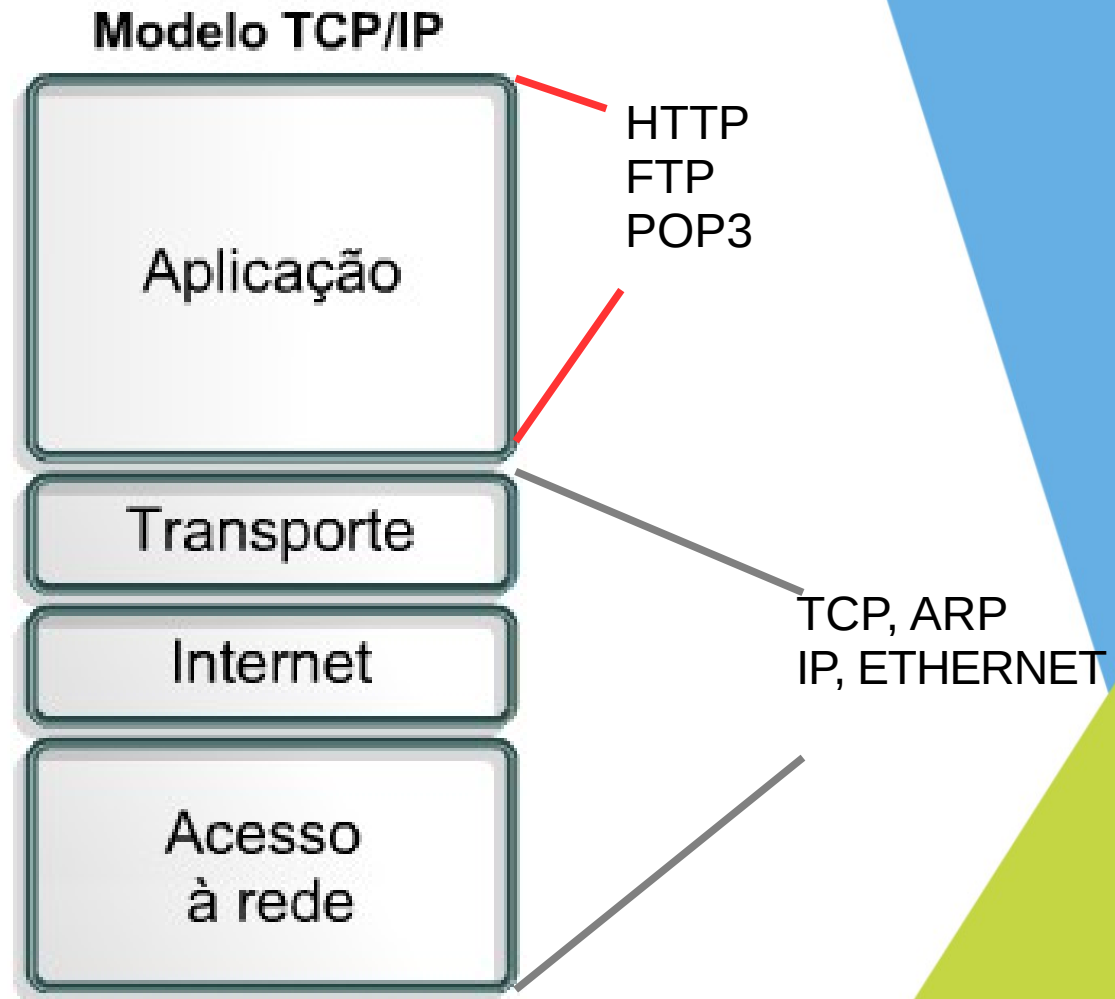 Modelo TCP/IP
HTTP
FTP
POP3
Aplicação
Transporte
TCP, ARP
IP, ETHERNET
Internet
Acesso
à rede